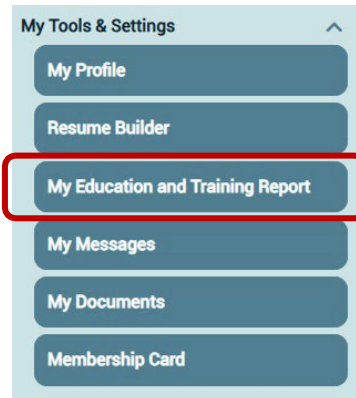 My Tools & Settings
My Profile
Resume Builder
My Education and Training Report
My Messages
My Documents
Membership Card